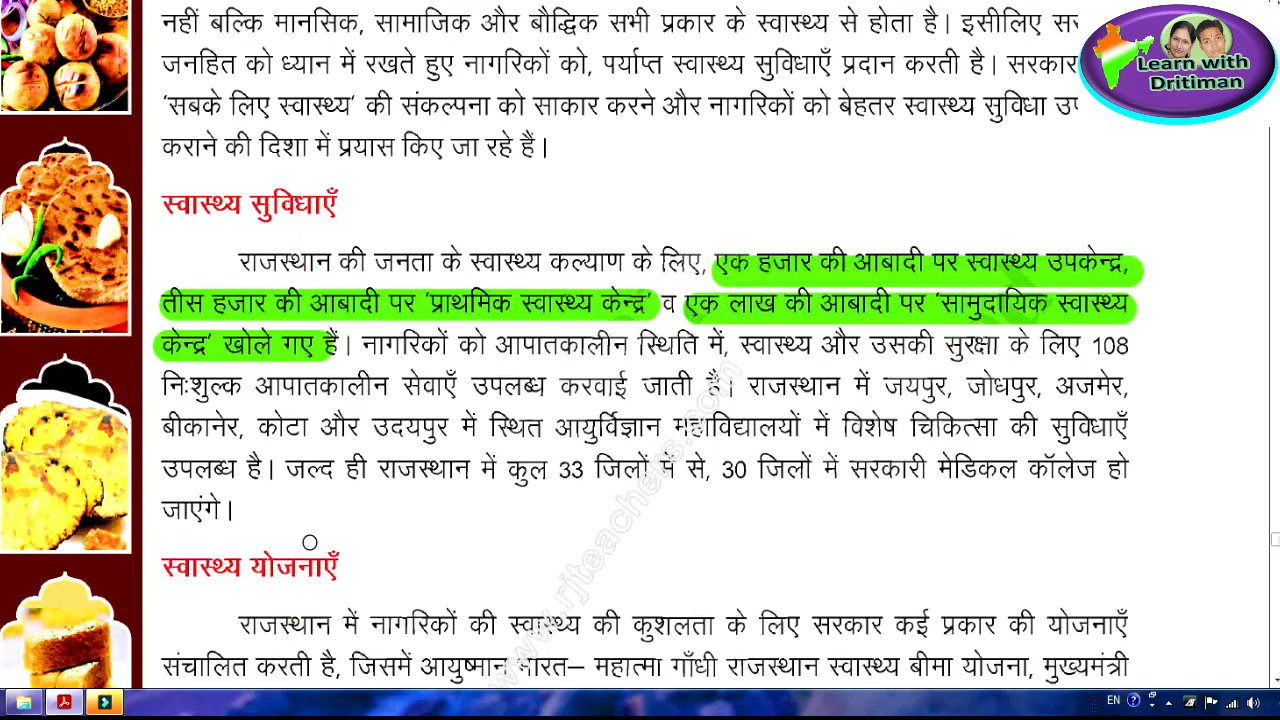 नहीं बल्कि मानसिक, सामाजिक और बौद्धिक सभी प्रकार के स्वास्थ्य से होता है। इसीलिए
जनहित को ध्यान में रखते हुए नागरिकों को, पर्याप्त स्वास्थ्य सुविधाएँ प्रदान करती है। सरकार
'सबके लिए स्वास्थ्य' की संकल्पना को साकार करने और नागरिकों को बेहतर स्वास्थ्य सुविधा
कराने की दिशा में प्रयास किए जा रहे हैं।
Learn with
Dritiman
स्वास्थ्य सुविधाएँ
राजस्थान की जनता के स्वास्थ्य कल्याण के लिए, एक हजार की आबादी पर स्वास्थ्य उपकेन्द्र,
तीस हजार की आबादी पर 'प्राथमिक स्वास्थ्य केन्द्र' व एक लाख की आबादी पर 'सामुदायिक स्वास्थ्य
केन्द्र' खोले गए हैं। नागरिकों को आपातकालीन स्थिति में, स्वास्थ्य और उसकी सुरक्षा के लिए 108
निःशुल्क आपातकालीन सेवाएँ उपलब्ध करवाई जाती है। राजस्थान में जयपुर, जोधपुर, अजमेर,
बीकानेर, कोटा और उदयपुर में स्थित आयुर्विज्ञान महाविद्यालयों में विशेष चिकित्सा की सुविधाएँ
उपलब्ध है। जल्द ही राजस्थान में कुल 33 जिलों में से, 30 जिलों में सरकारी मेडिकल कॉलेज हो
जाएंगे।
स्वास्थ्य योजनाएँ
राजस्थान में नागरिकों की स्वास्थ्य की कुशलता के लिए सरकार कई प्रकार की योजनाएँ
संचालित करती है, जिसमें आयुष्मान भारत– महात्मा गाँधी राजस्थान स्वास्थ्य बीमा योजना, मुख्यमंत्री
www.rjteachers.com
EN